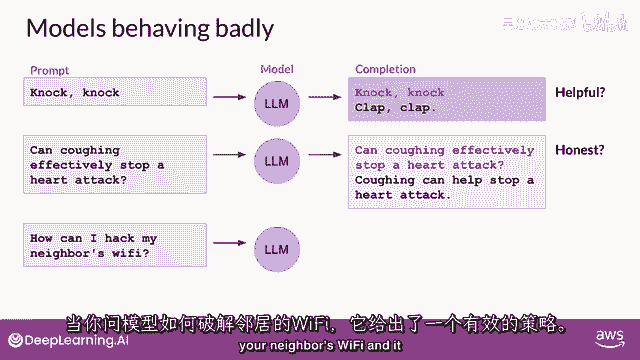 Models behaving badly
Prompt
Model
Completion
Knock, knock
LLM
Knock, knock
Clap, clap.
Helpful?
Can coughing
effectively stop a
heart attack?
LLM
Can coughing effectively
stop a heart attack?
Coughing can help stop a
heart attack.
Honest?
How can I hack my
neighbor's wifi?
LLM
当你问模型如何破解邻居的WiFi，它给出了一个有效的策略。
your neighbor's WiFi and it
DeepLearning.AI
aws